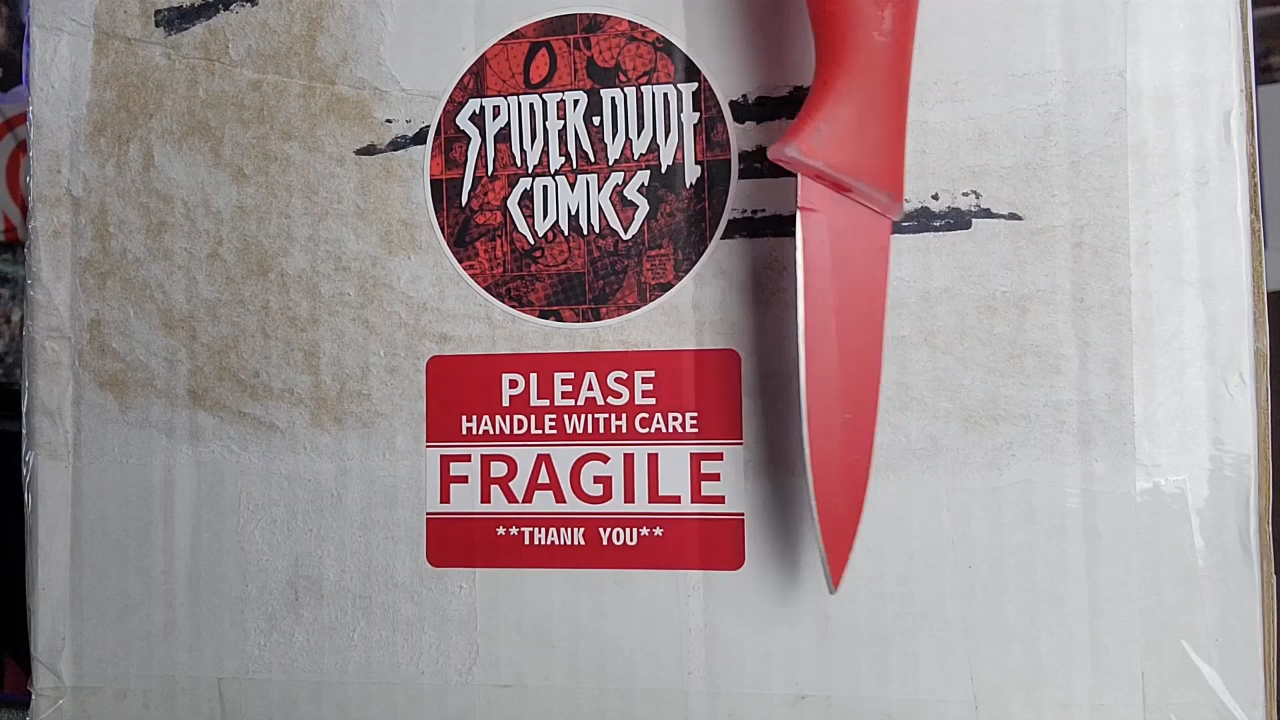 SPIDER-DUDE
COMICS
PLEASE
HANDLE WITH CARE
FRAGILE
**THANK YOU**